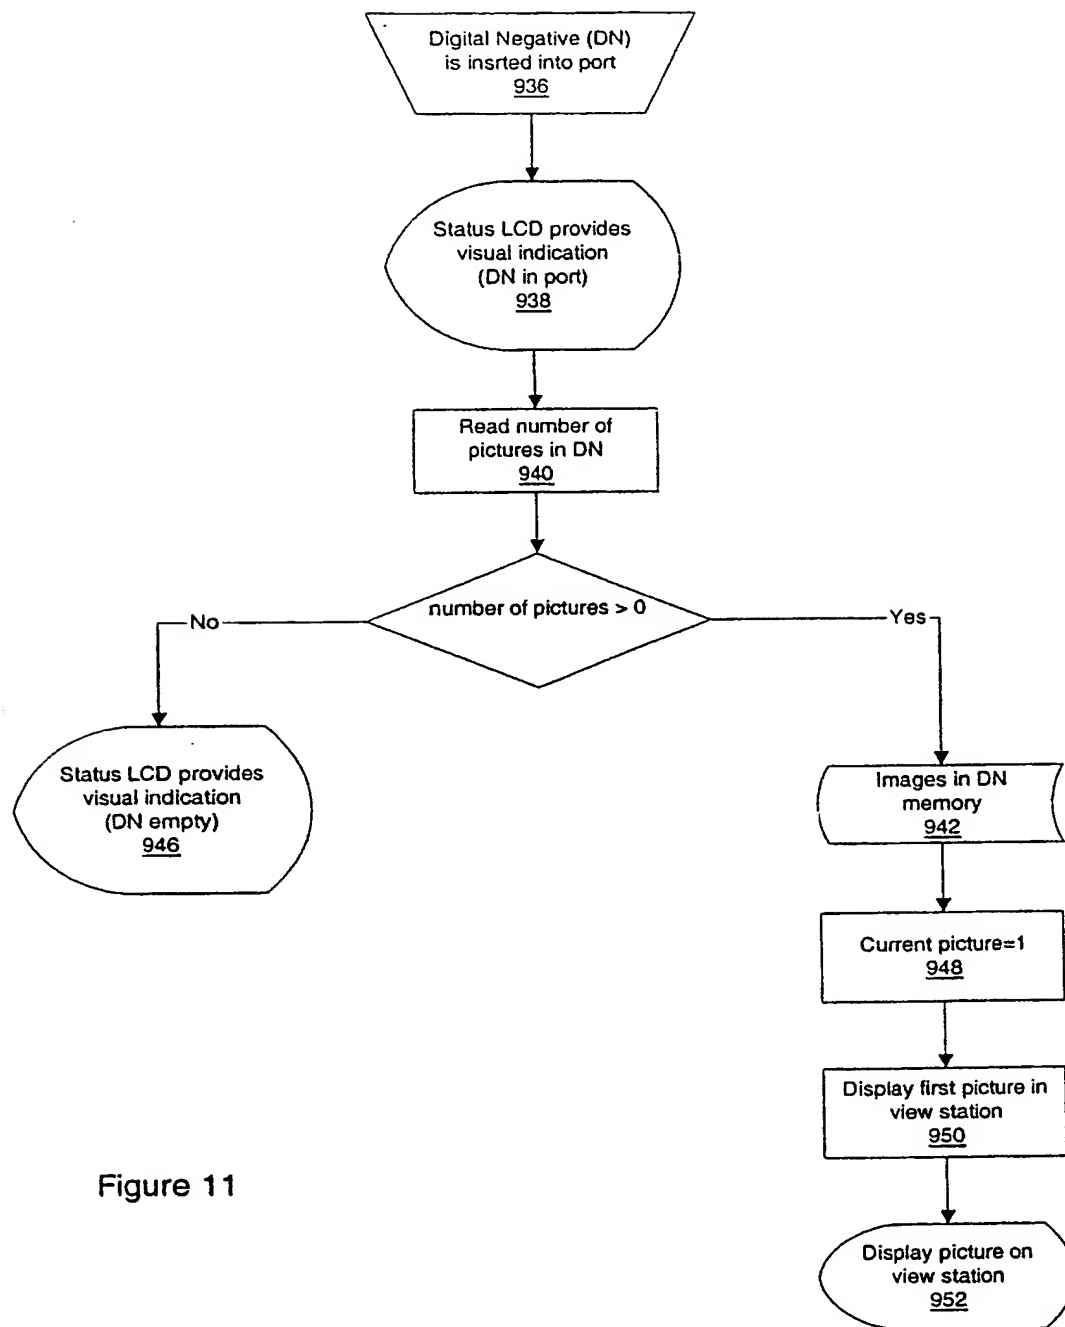 Digital Negative (DN)
is insrted into port
936
Status LCD provides
visual indication
(DN in port)
938
Read number of
pictures in DN
940
number of pictures > 0
No
Yes
Status LCD provides
visual indication
(DN empty)
946
Images in DN
memory
942
Current picture=1
948
Display first picture in
view station
950
Display picture on
view station
952
Figure 11